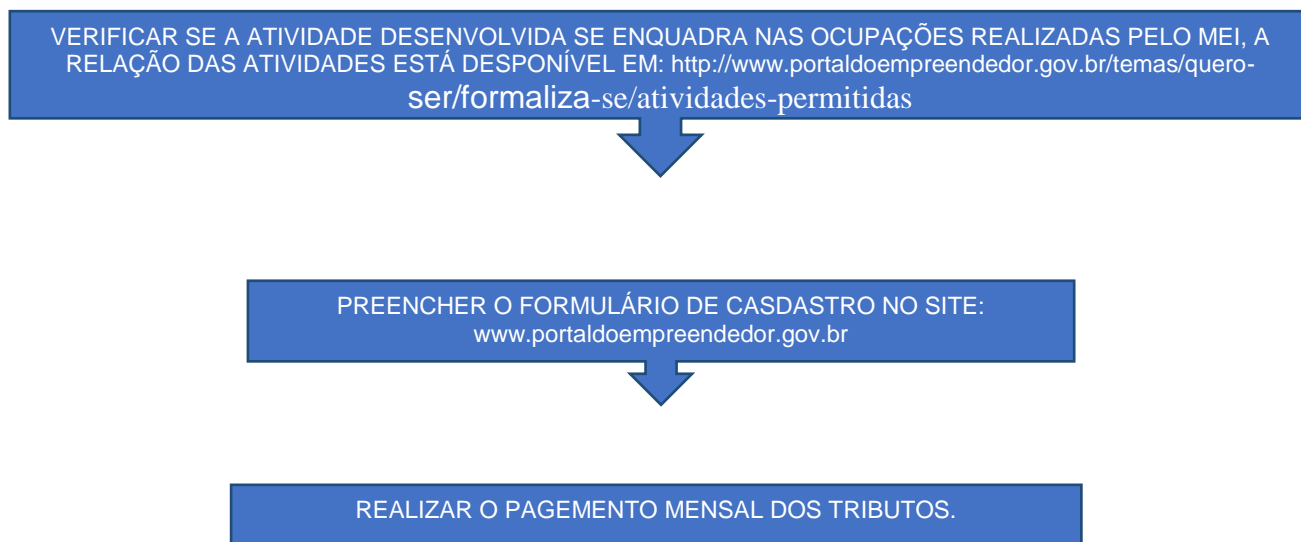 VERIFICAR SE A ATIVIDADE DESENVOLVIDA SE ENQUADRA NAS OCUPAÇÕES REALIZADAS PELO MEI, A
RELAÇÃO DAS ATIVIDADES ESTÁ DESPONÍVEL EM: http://www.portaldoempreendedor.gov.br/temas/quero-
ser/formaliza-se/atividades-permitidas
PREENCHER O FORMULÁRIO DE CASDASTRO NO SITE:
www.portaldoempreendedor.gov.br
REALIZAR O PAGEMENTO MENSAL DOS TRIBUTOS.